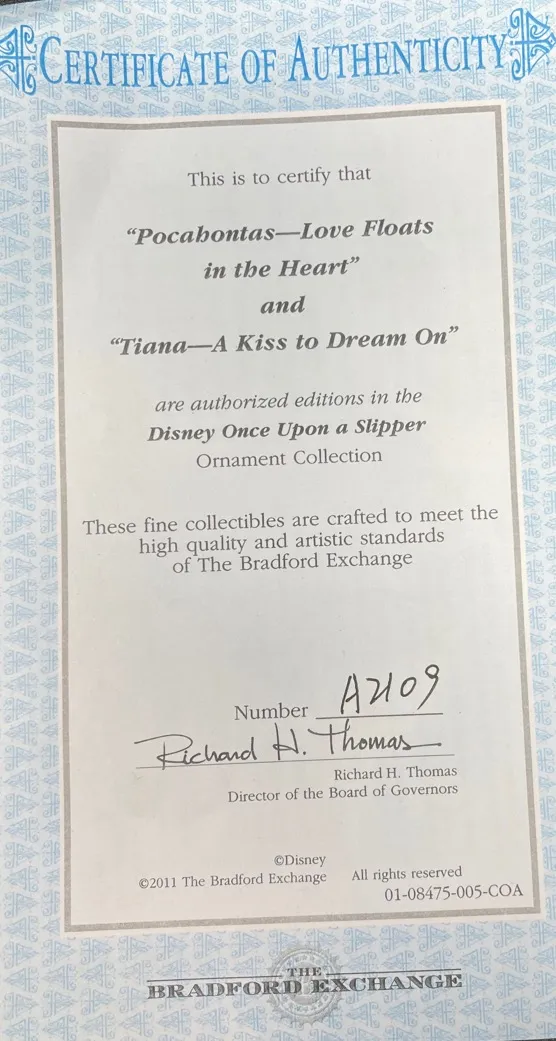 CERTIFICATE OF AUTHENTICITY
This is to certify that
“Pocahontas—Love Floats
in the Heart”
and
“Tiana—A Kiss to Dream On”
are authorized editions in the
Disney Once Upon a Slipper
Ornament Collection
These fine collectibles are crafted to meet the
high quality and artistic standards
of The Bradford Exchange
Number A2109
Richard H. Thomas
Richard H. Thomas
Director of the Board of Governors
©Disney
©2011 The Bradford Exchange All rights reserved
01-08475-005-COA
THE
BRADFORD EXCHANGE